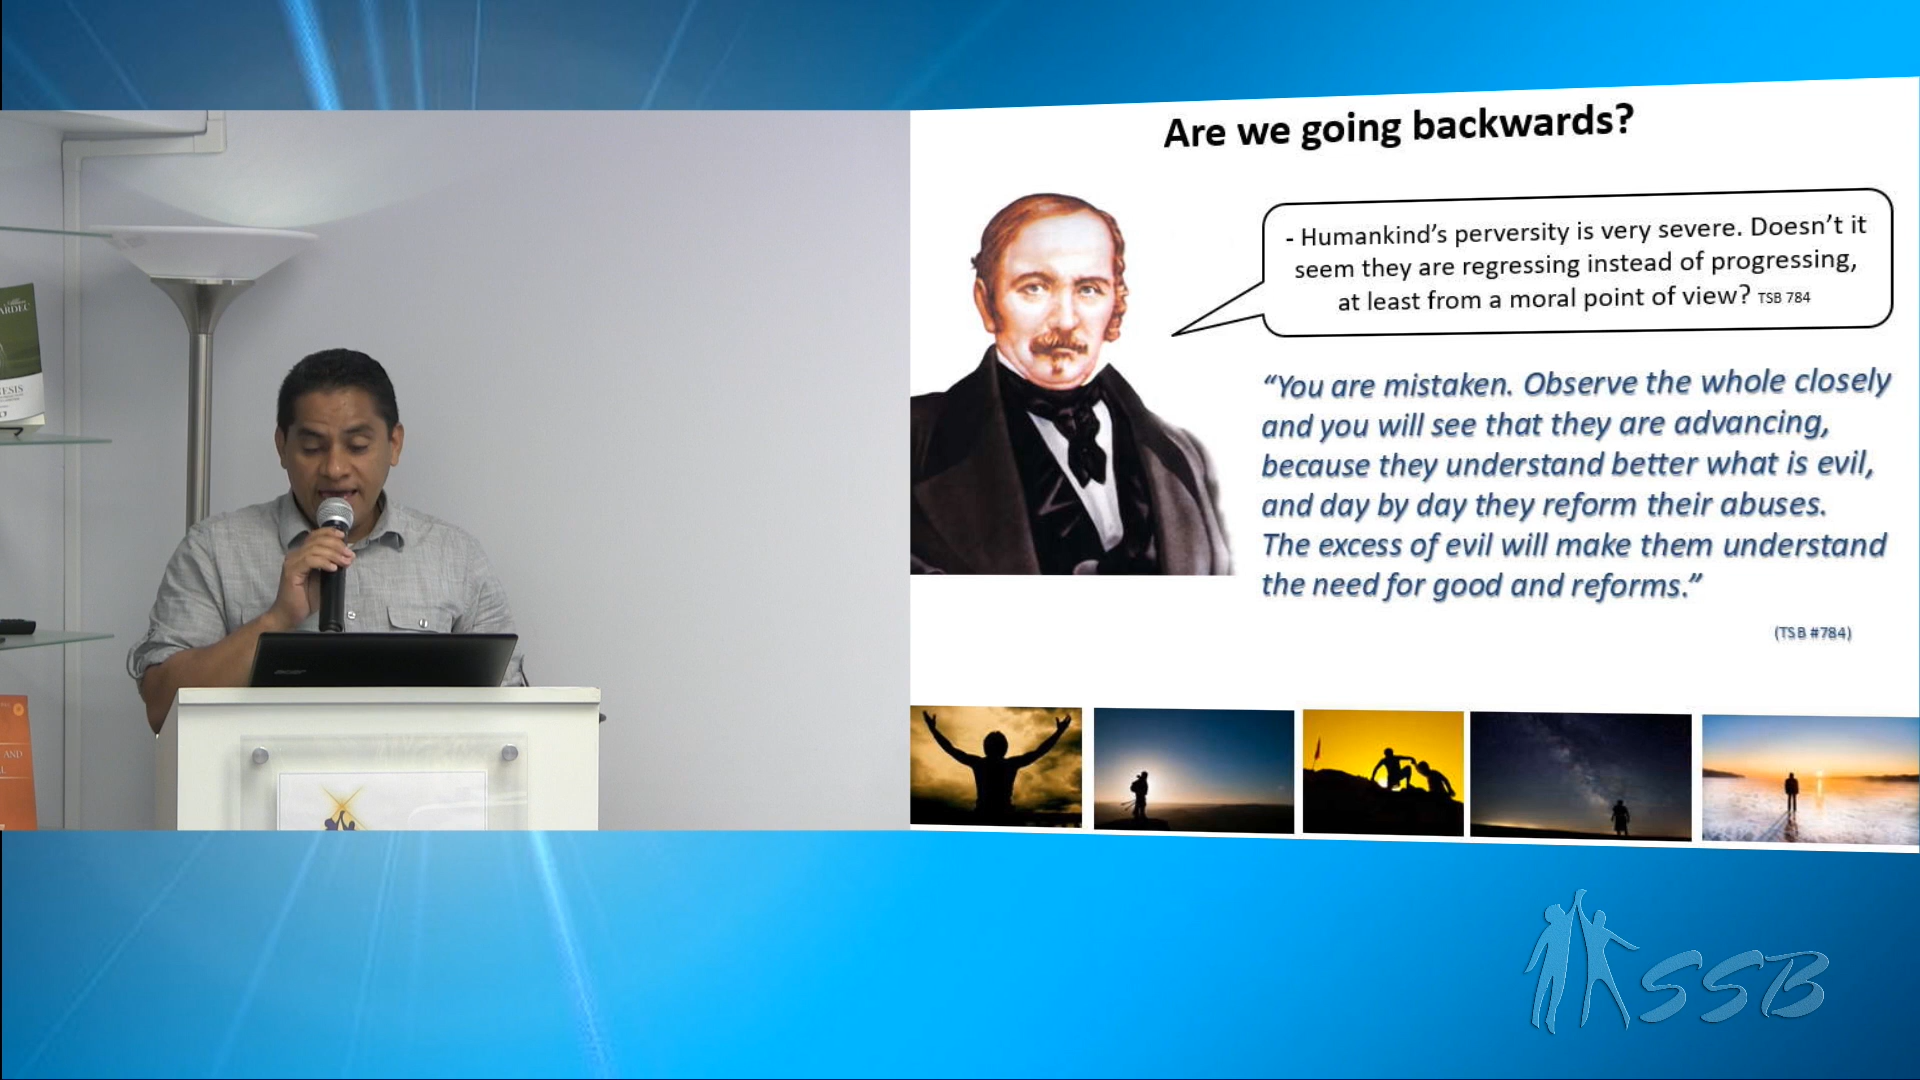 Are we going backwards?
- Humankind’s perversity is very severe. Doesn’t it
seem they are regressing instead of progressing,
at least from a moral point of view? TSB 784
“You are mistaken. Observe the whole closely
and you will see that they are advancing,
because they understand better what is evil,
and day by day they reform their abuses.
The excess of evil will make them understand
the need for good and reforms.”
(TSB #784)
AND
SSB